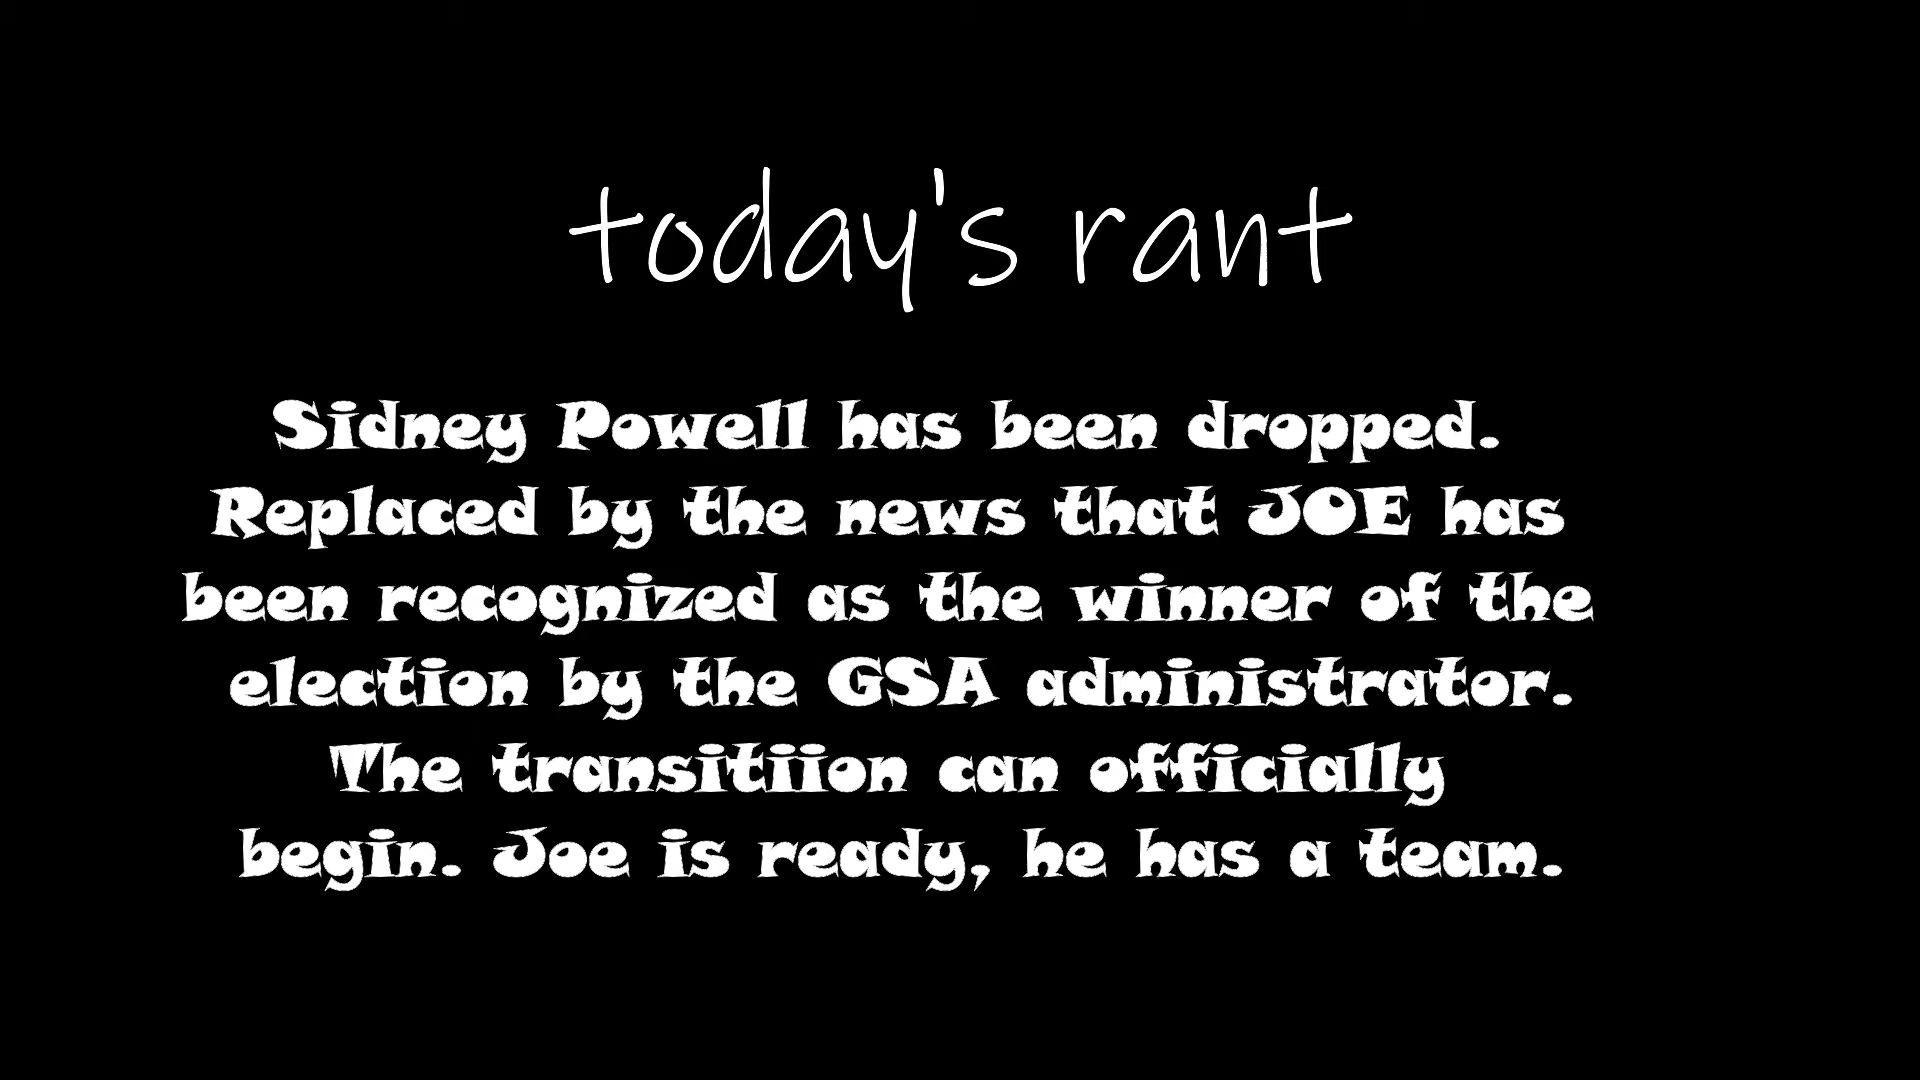 today's rant
Sidney Powell has been dropped.
Replaced by the news that JOE has
been recognized as the winner of the
election by the GSA administrator.
The transitiion can officially
begin. Joe is ready, he has a team.